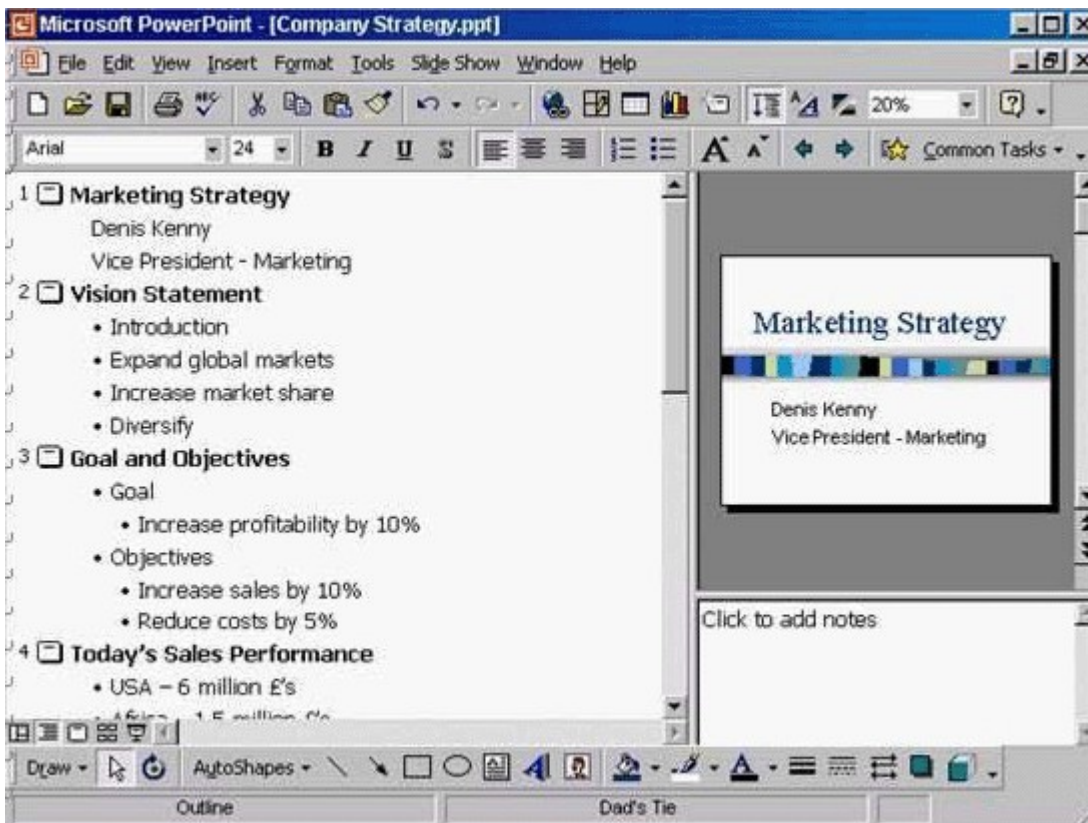 Microsoft PowerPoint - [Company Strategy.ppt]
File Edit View Insert Format Tools Slide Show Window Help
20%
Arial 24 B I U S A A Common Tasks
1 Marketing Strategy
Denis Kenny
Vice President - Marketing
2 Vision Statement
• Introduction
• Expand global markets
• Increase market share
• Diversify
3 Goal and Objectives
• Goal
• Increase profitability by 10%
• Objectives
• Increase sales by 10%
• Reduce costs by 5%
4 Today's Sales Performance
• USA – 6 million £'s
Marketing Strategy
Denis Kenny
Vice President - Marketing
Click to add notes
Draw AutoShapes
Outline Dad's Tie